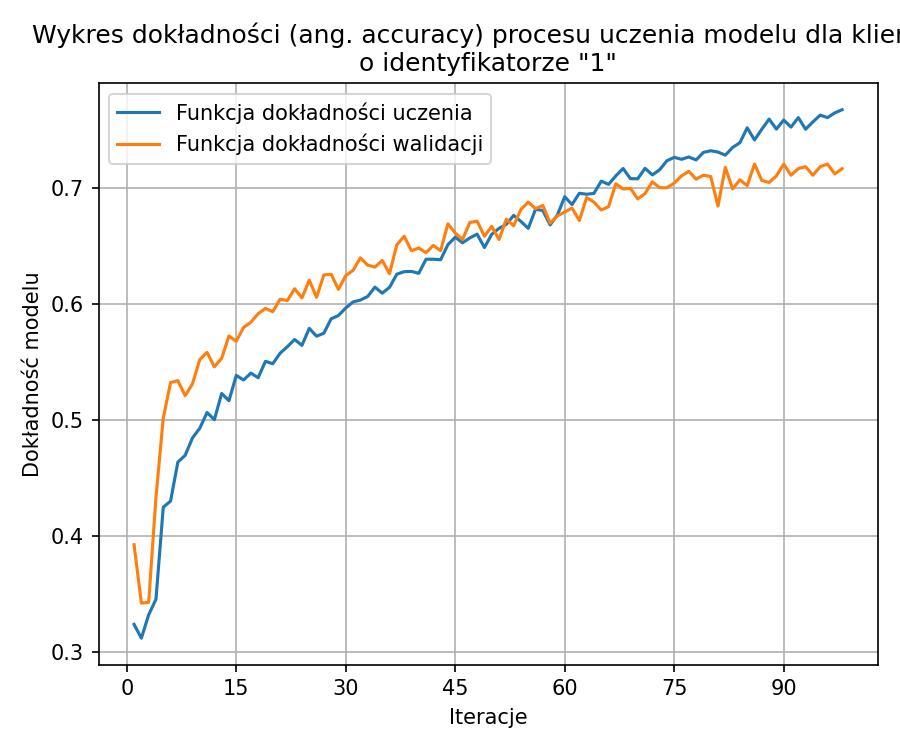 Wykres dokładności (ang. accuracy) procesu uczenia modelu dla
o identyfikatorze "1"
Funkcja dokładności uczenia
Funkcja dokładności walidacji
Dokładność modelu
0.7
0.6
0.5
0.4
0.3
0 15 30 45 60 75 90
Iteracje